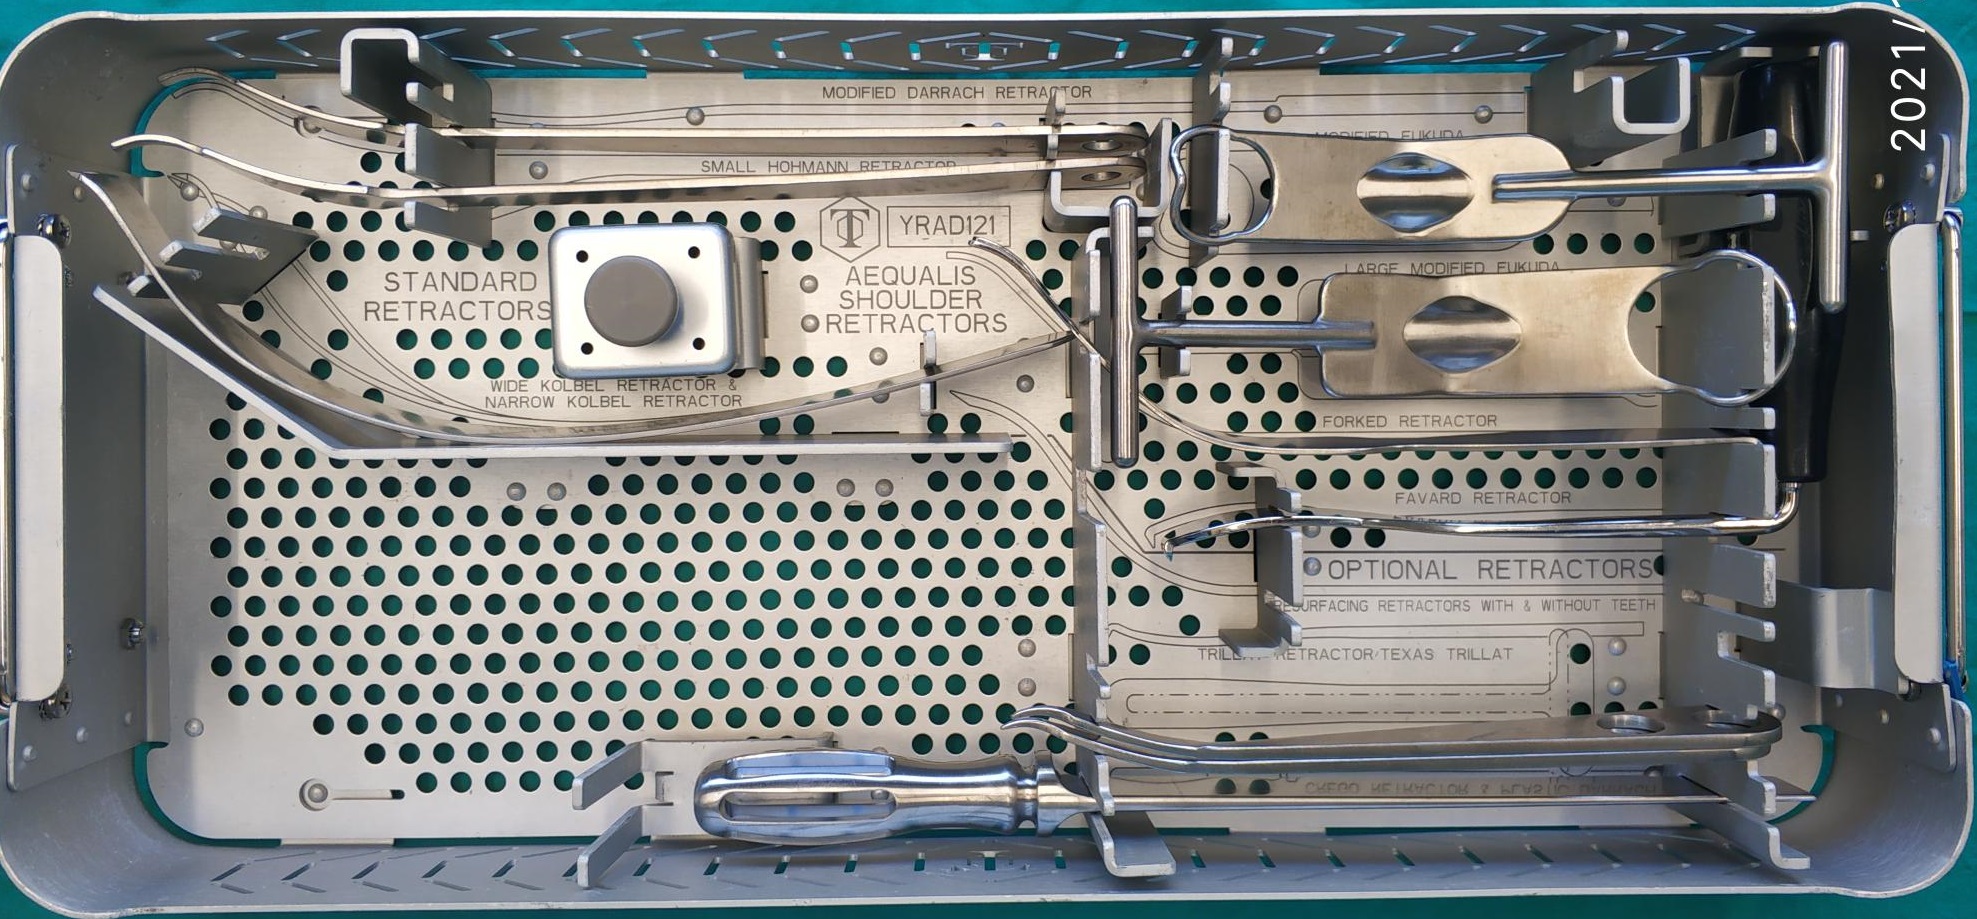 2021/
MODIFIED DARRACH RETRACTOR
MODIFIED FUKUDA
SMALL HOHMANN RETRACTOR
YRAD121
STANDARD
RETRACTORS
AEQUALIS
SHOULDER
RETRACTORS
LARGE MODIFIED FUKUDA
WIDE KOLBEL RETRACTOR &
NARROW KOLBEL RETRACTOR
FORKED RETRACTOR
FAVARD RETRACTOR
OPTIONAL RETRACTORS
RESURFACING RETRACTORS WITH & WITHOUT TEETH
TRILLAT RETRACTOR/TEXAS TRILLAT
CREGO RETRACTOR & PLASTIC DARRACH